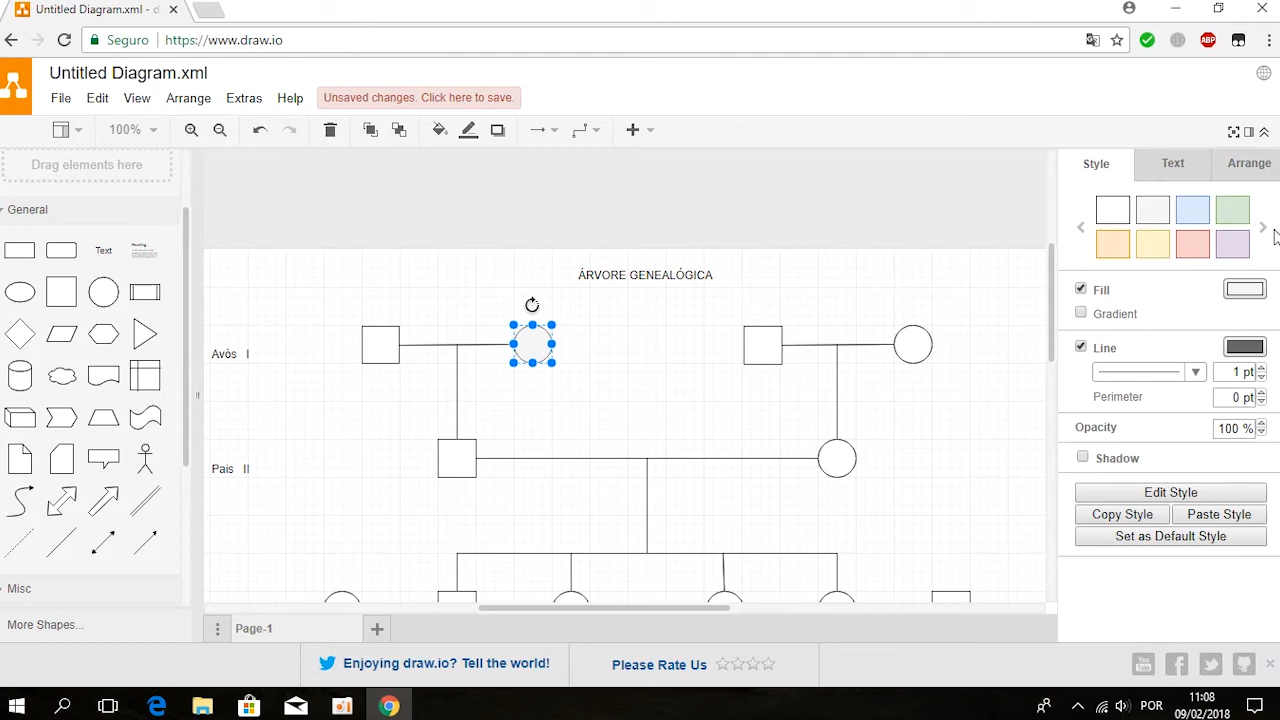 Untitled Diagram.xml - d
Seguro
https://www.draw.io
ABP
Untitled Diagram.xml
File Edit View Arrange Extras Help
Unsaved changes. Click here to save.
100%
Drag elements here
General
Text
Heading
Misc
More Shapes...
ÁRVORE GENEALÓGICA
Avós I
Pais II
Page-1
Style Text Arrange
Fill
Gradient
Line
1 pt
Perimeter 0 pt
Opacity 100 %
Shadow
Edit Style
Copy Style Paste Style
Set as Default Style
Enjoying draw.io? Tell the world!
Please Rate Us
You Tube
POR
11:08
09/02/2018